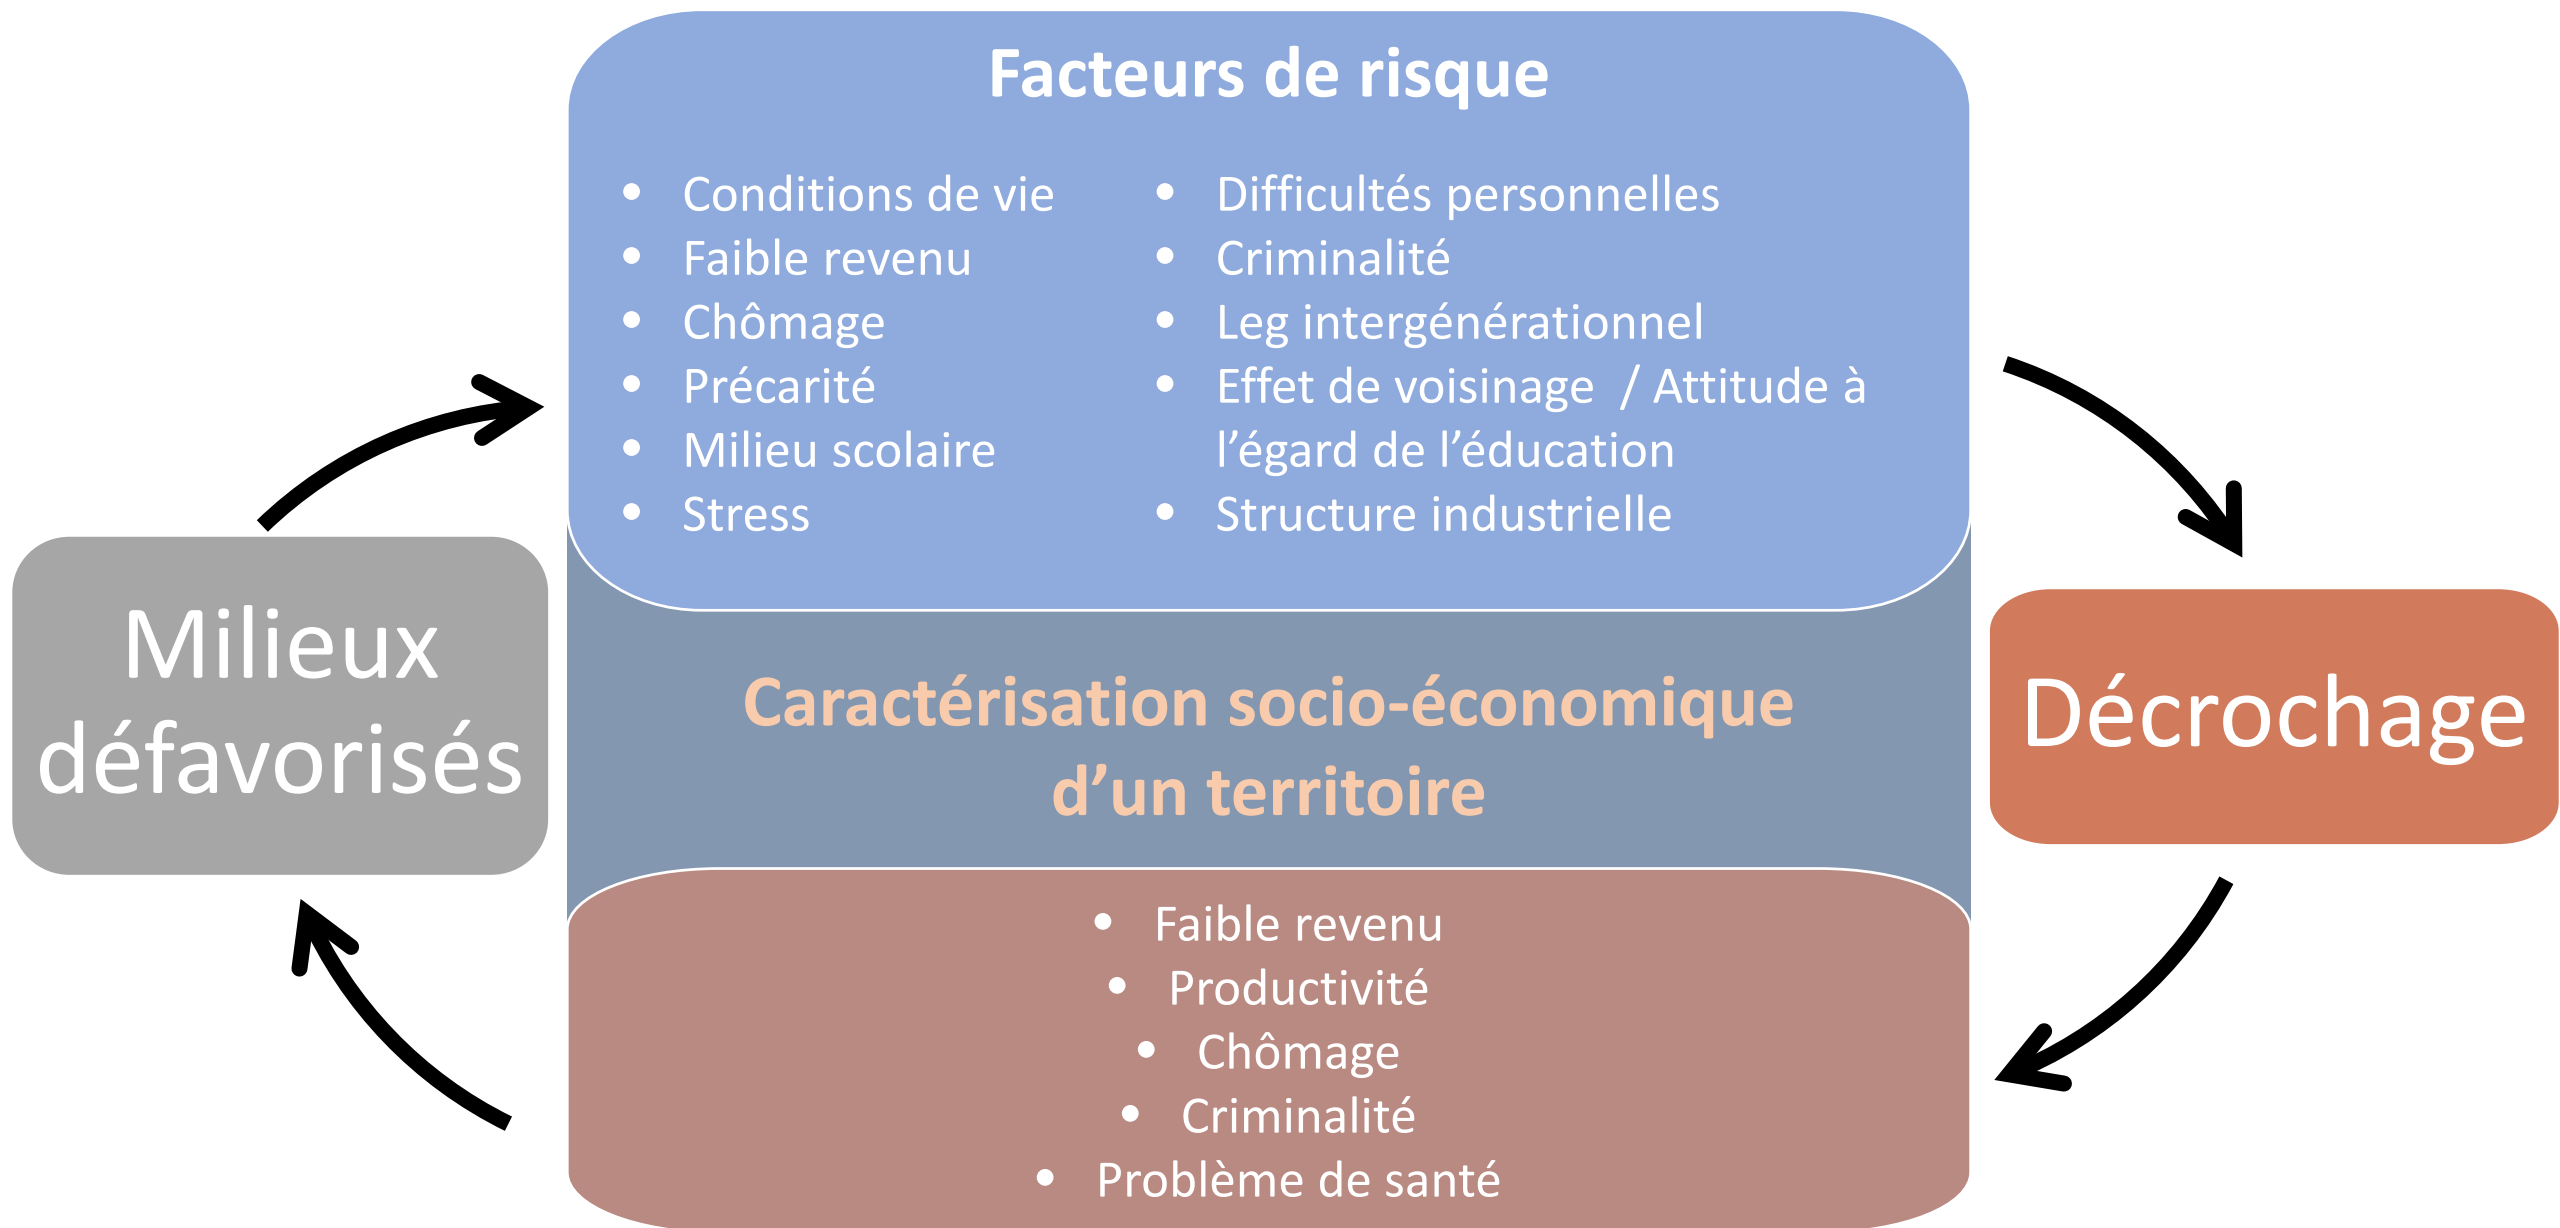 Facteurs de risque
• Conditions de vie
• Faible revenu
• Chômage
• Précarité
• Milieu scolaire
• Stress
• Difficultés personnelles
• Criminalité
• Leg intergénérationnel
• Effet de voisinage / Attitude à
l’égard de l’éducation
• Structure industrielle
Milieux
défavorisés
Caractérisation socio-économique
d’un territoire
Décrochage
• Faible revenu
• Productivité
• Chômage
• Criminalité
• Problème de santé